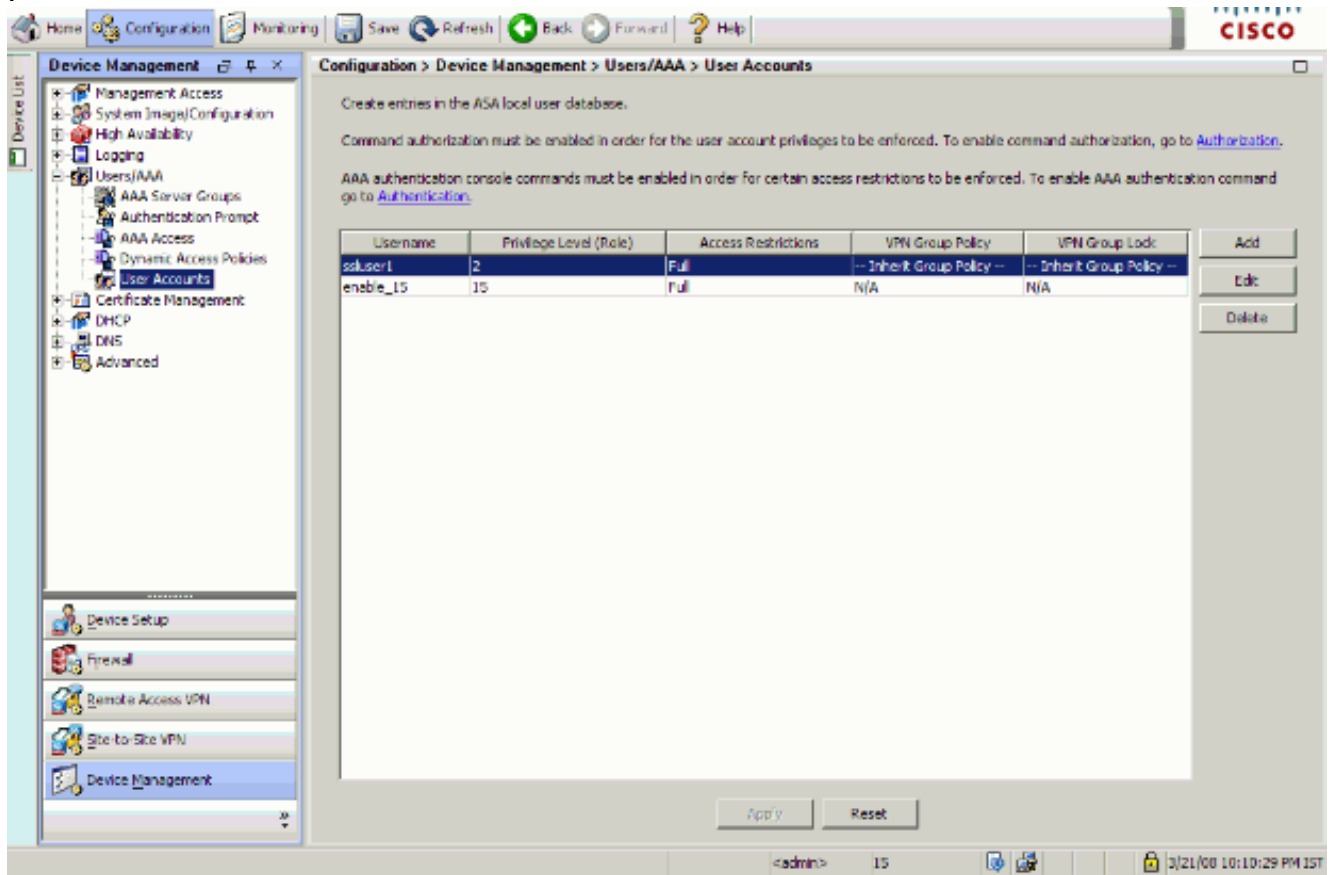 Home Configuration Monitoring Save Refresh Back Forward Help
CISCO
Device List
Device Management
Management Access
System Image/Configuration
High Availability
Logging
Users/AAA
AAA Server Groups
Authentication Prompt
AAA Access
Dynamic Access Policies
User Accounts
Certificate Management
DHCP
DNS
Advanced
Device Setup
Firewall
Remote Access VPN
Site-to-Site VPN
Device Management
Configuration > Device Management > Users/AAA > User Accounts
Create entries in the ASA local user database.
Command authorization must be enabled in order for the user account privileges to be enforced. To enable command authorization, go to Authorization.
AAA authentication console commands must be enabled in order for certain access restrictions to be enforced. To enable AAA authentication command
go to Authentication.
Username Privilege Level (Role) Access Restrictions VPN Group Policy VPN Group Lock
ssluser1 2 Full -- Inherit Group Policy -- -- Inherit Group Policy --
enable_15 15 Full N/A N/A
Add
Edit
Delete
Apply Reset
<admin> 15 3/21/08 10:10:29 PM IST